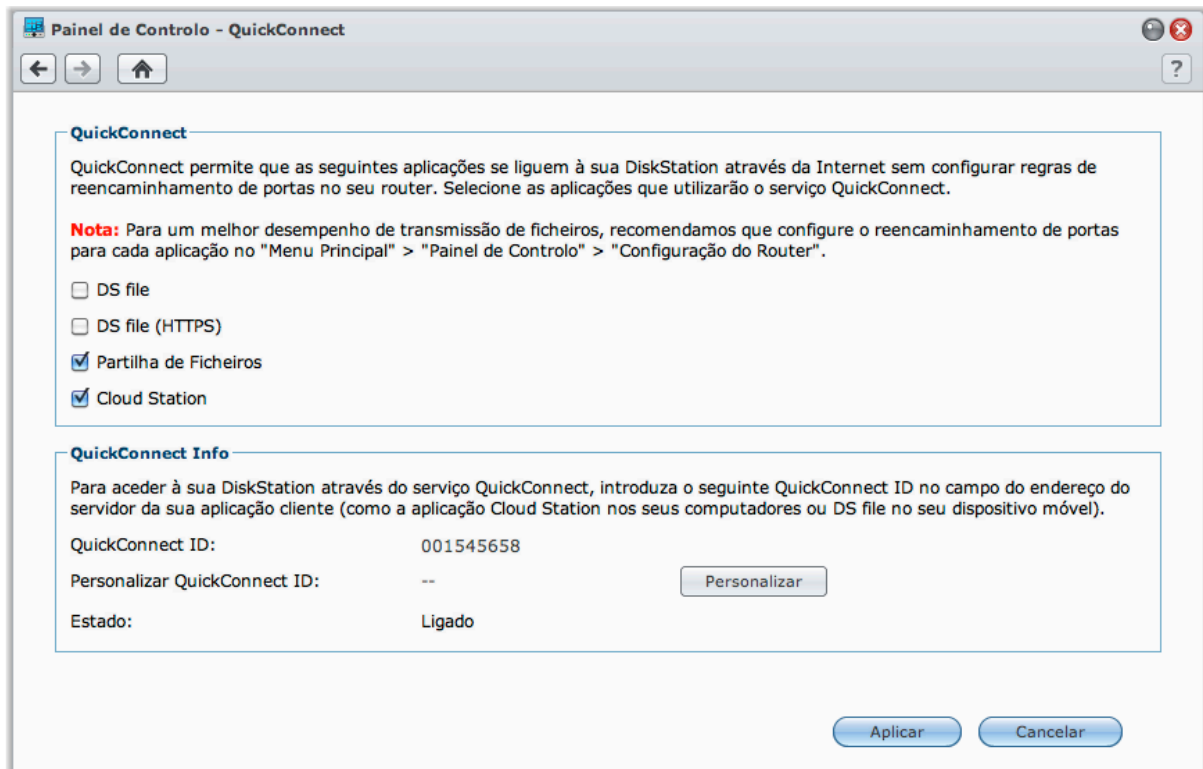 Painel de Controlo - QuickConnect
?
QuickConnect
QuickConnect permite que as seguintes aplicações se liguem à sua DiskStation através da Internet sem configurar regras de
reencaminhamento de portas no seu router. Selecione as aplicações que utilizarão o serviço QuickConnect.
Nota: Para um melhor desempenho de transmissão de ficheiros, recomendamos que configure o reencaminhamento de portas
para cada aplicação no "Menu Principal" > "Painel de Controlo" > "Configuração do Router".
DS file
DS file (HTTPS)
Partilha de Ficheiros
Cloud Station
QuickConnect Info
Para aceder à sua DiskStation através do serviço QuickConnect, introduza o seguinte QuickConnect ID no campo do endereço do
servidor da sua aplicação cliente (como a aplicação Cloud Station nos seus computadores ou DS file no seu dispositivo móvel).
QuickConnect ID: 001545658
Personalizar QuickConnect ID: -- Personalizar
Estado: Ligado
Aplicar Cancelar